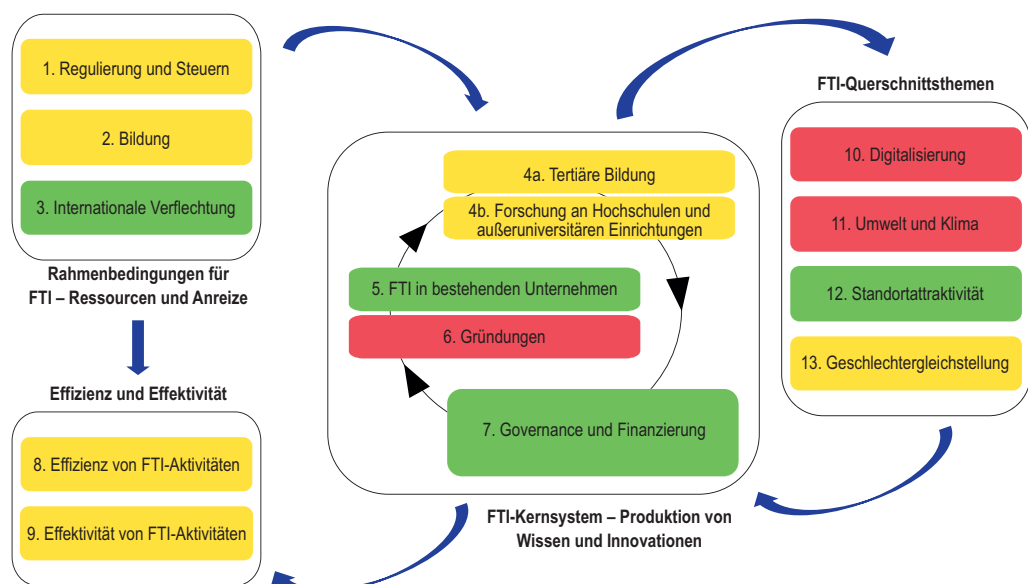 1. Regulierung und Steuern
2. Bildung
3. Internationale Verflechtung
Rahmenbedingungen für
FTI – Ressourcen und Anreize
Effizienz und Effektivität
8. Effizienz von FTI-Aktivitäten
9. Effektivität von FTI-Aktivitäten
4a. Tertiäre Bildung
4b. Forschung an Hochschulen und
außeruniversitären Einrichtungen
5. FTI in bestehenden Unternehmen
6. Gründungen
7. Governance und Finanzierung
FTI-Kernsystem – Produktion von
Wissen und Innovationen
FTI-Querschnittsthemen
10. Digitalisierung
11. Umwelt und Klima
12. Standortattraktivität
13. Geschlechtergleichstellung